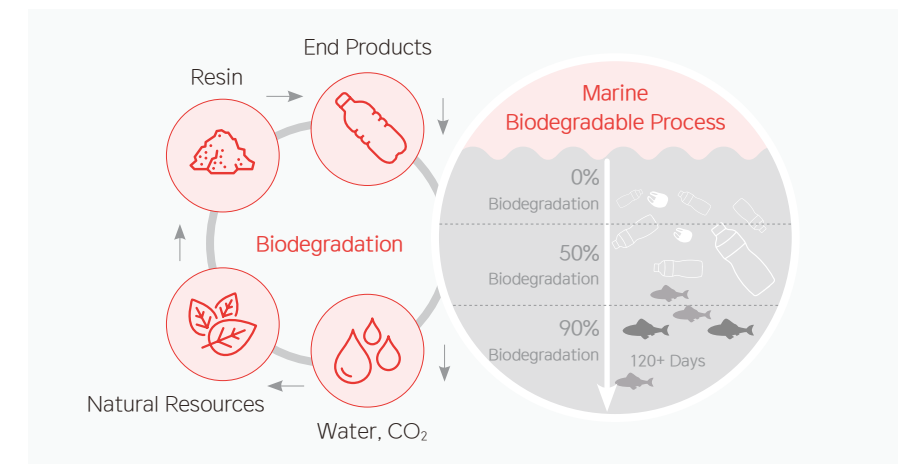 End Products
Resin
Biodegradation
Natural Resources
Water, CO₂
Marine
Biodegradable Process
0%
Biodegradation
50%
Biodegradation
90%
Biodegradation
120+ Days